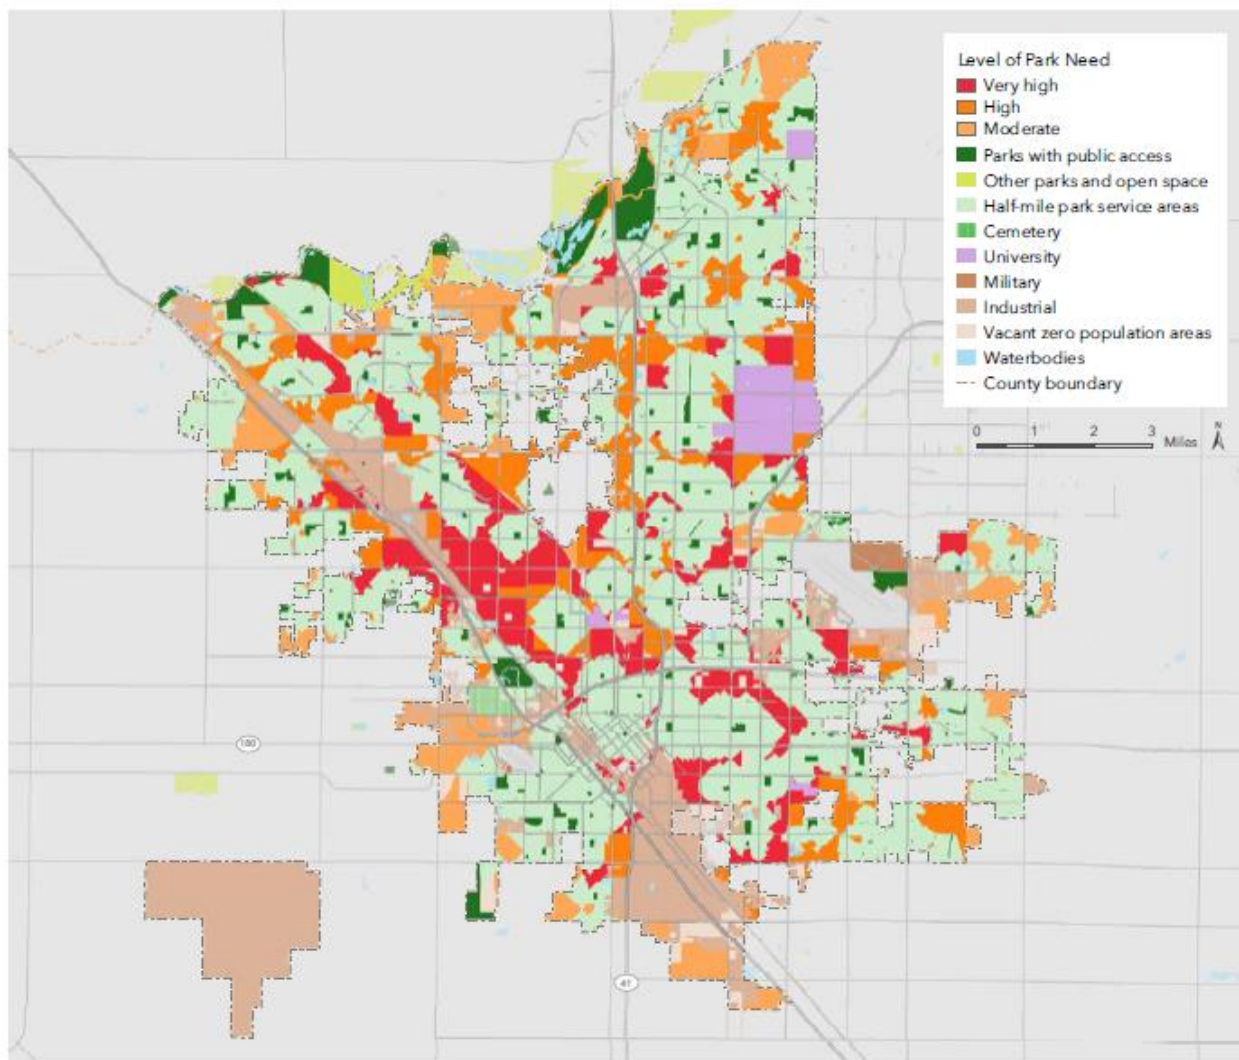 Level of Park Need
Very high
High
Moderate
Parks with public access
Other parks and open space
Half-mile park service areas
Cemetery
University
Military
Industrial
Vacant zero population areas
Waterbodies
County boundary
N
0 1 2 3
Miles
180
41